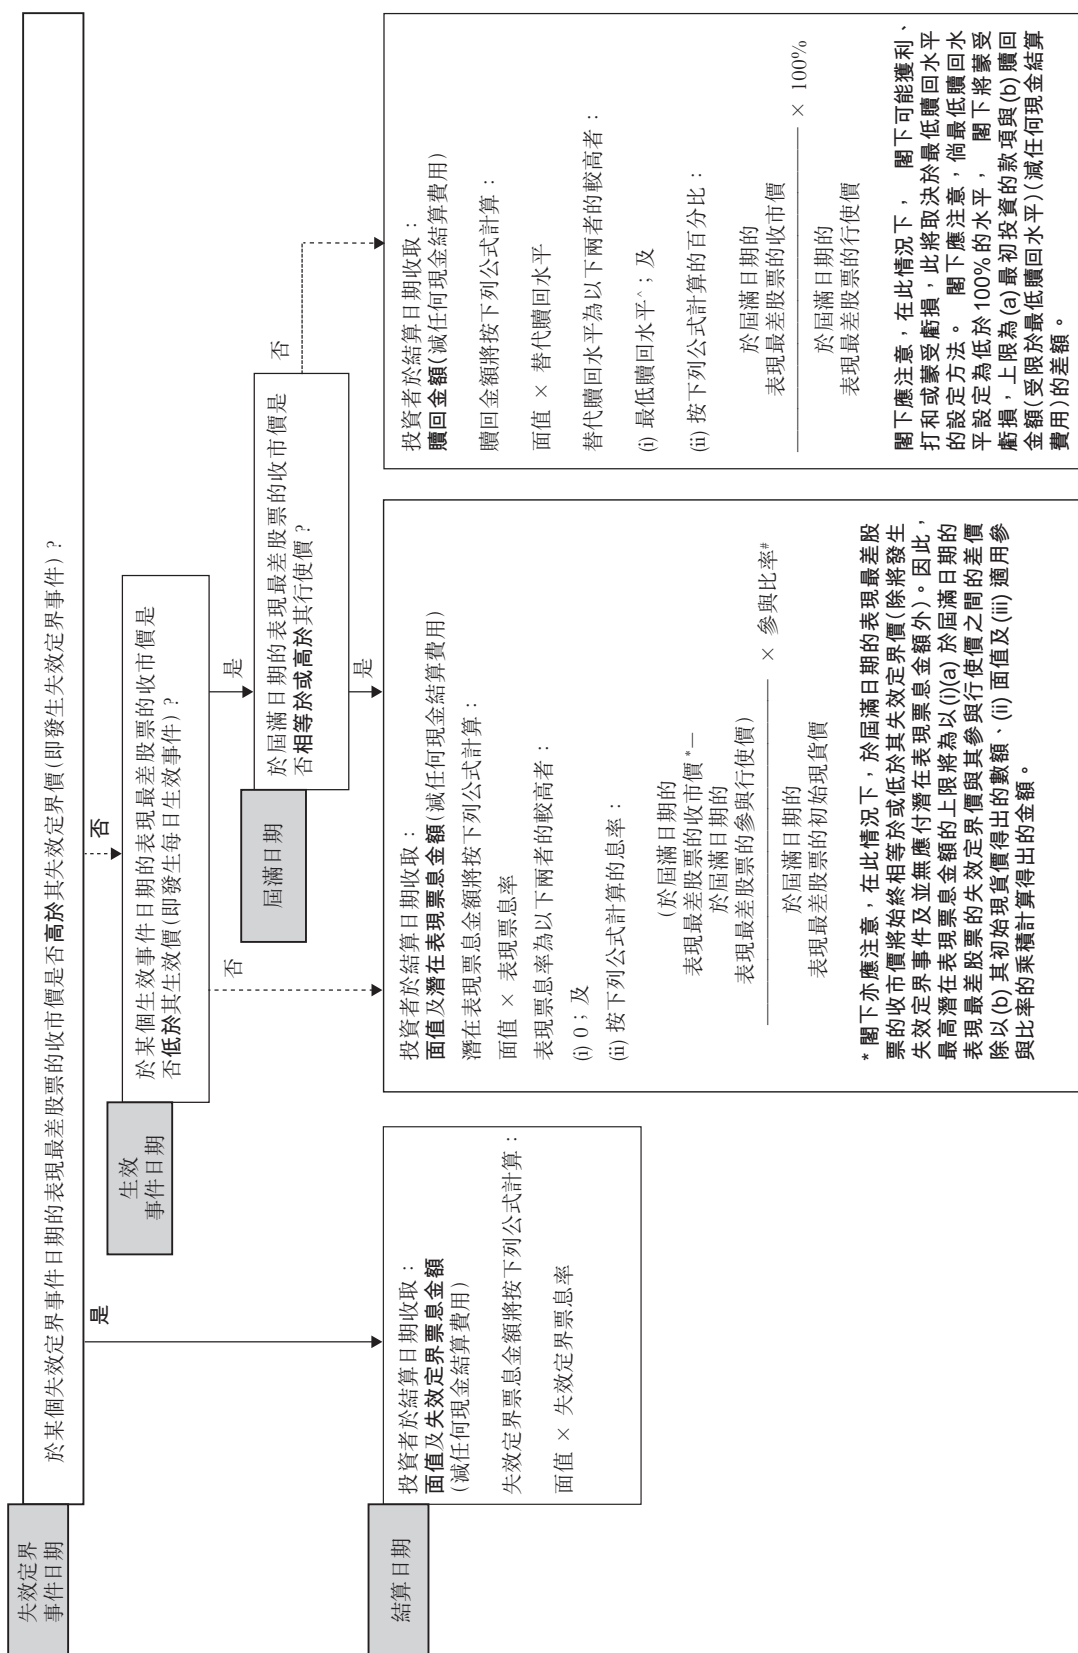 失效定界
事件日期
於某個失效定界事件日期的表現最差股票的收市價是否高於其失效定界價(即發生失效定界事件)？
是
否
生效
事件日期
於某個生效事件日期的表現最差股票的收市價是
否低於其生效價(即發生每日生效事件)？
否
是
屆滿日期
於屆滿日期的表現最差股票的收市價是
否相等於或高於其行使價？
是
否
結算日期
投資者於結算日期收取：
面值及失效定界票息金額
(減任何現金結算費用)
失效定界票息金額將按下列公式計算：
面值 × 失效定界票息率
投資者於結算日期收取：
面值及潛在表現票息金額(減任何現金結算費用)
潛在表現票息金額將按下列公式計算：
面值 × 表現票息率
表現票息率為以下兩者的較高者：
(i) 0；及
(ii) 按下列公式計算的息率：
(於屆滿日期的
表現最差股票的收市價*—
於屆滿日期的
表現最差股票的參與行使價)
× 參與比率#
於屆滿日期的
表現最差股票的初始現貨價
* 閣下亦應注意，在此情況下，於屆滿日期的表現最差股
票的收市價將始終相等於或低於其失效定界價(除將發生
失效定界事件及並無應付潛在表現票息金額外)。因此，
最高潛在表現票息金額的上限將為以(i)(a) 於屆滿日期的
表現最差股票的失效定界價與其參與行使價之間的差價
除以(b) 其初始現貨價得出的數額、(ii) 面值及(iii) 適用參
與比率的乘積計算得出的金額。
投資者於結算日期收取：
贖回金額(減任何現金結算費用)
贖回金額將按下列公式計算：
面值 × 替代贖回水平
替代贖回水平為以下兩者的較高者：
(i) 最低贖回水平^；及
(ii) 按下列公式計算的百分比：
於屆滿日期的
表現最差股票的收市價
× 100%
於屆滿日期的
表現最差股票的行使價
閣下應注意，在此情況下， 閣下可能獲利、
打和或蒙受虧損，此將取決於最低贖回水平
的設定方法。 閣下應注意，倘最低贖回水
平設定為低於100%的水平， 閣下將蒙受
虧損，上限為(a)最初投資的款項與(b)贖回
金額(受限於最低贖回水平)(減任何現金結算
費用)的差額。